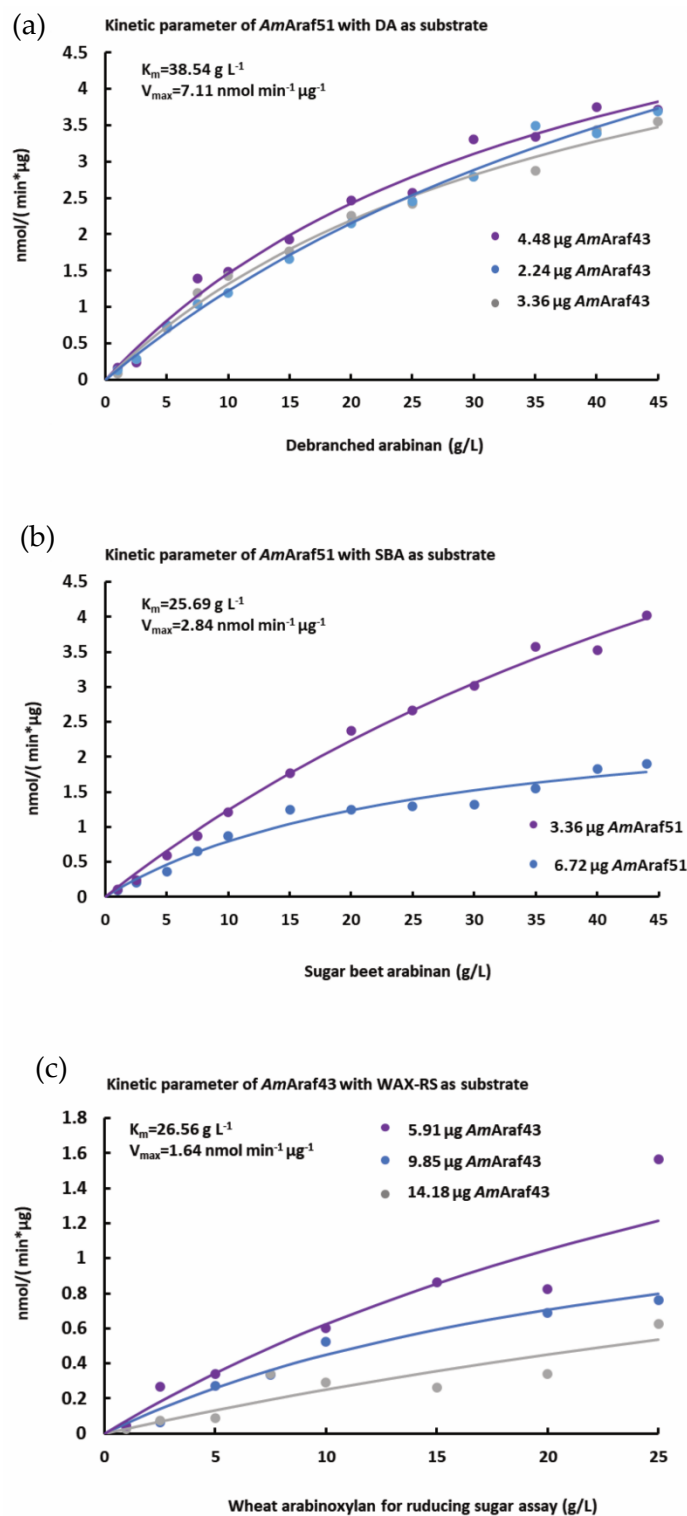 (a)
Kinetic parameter of AmAraf51 with DA as substrate
Km=38.54 g L-1
Vmax=7.11 nmol min-1 µg-1
4.5
4
3.5
3
2.5
2
1.5
1
0.5
0
nmol/( min*µg)
4.48 µg AmAraf43
2.24 µg AmAraf43
3.36 µg AmAraf43
5 10 15 20 25 30 35 40 45
Debranched arabinan (g/L)
(b)
Kinetic parameter of AmAraf51 with SBA as substrate
Km=25.69 g L-1
Vmax=2.84 nmol min-1 µg-1
4.5
4
3.5
3
2.5
2
1.5
1
0.5
0
nmol/( min*µg)
3.36 µg AmAraf51
6.72 µg AmAraf51
0 5 10 15 20 25 30 35 40 45
Sugar beet arabinan (g/L)
(c)
Kinetic parameter of AmAraf43 with WAX-RS as substrate
Km=26.56 g L-1
Vmax=1.64 nmol min-1 µg-1
5.91 µg AmAraf43
9.85 µg AmAraf43
14.18 µg AmAraf43
1.8
1.6
1.4
1.2
1
0.8
0.6
0.4
0.2
0
nmol/( min*µg)
0 5 10 15 20 25
Wheat arabinoxylan for ruducing sugar assay (g/L)